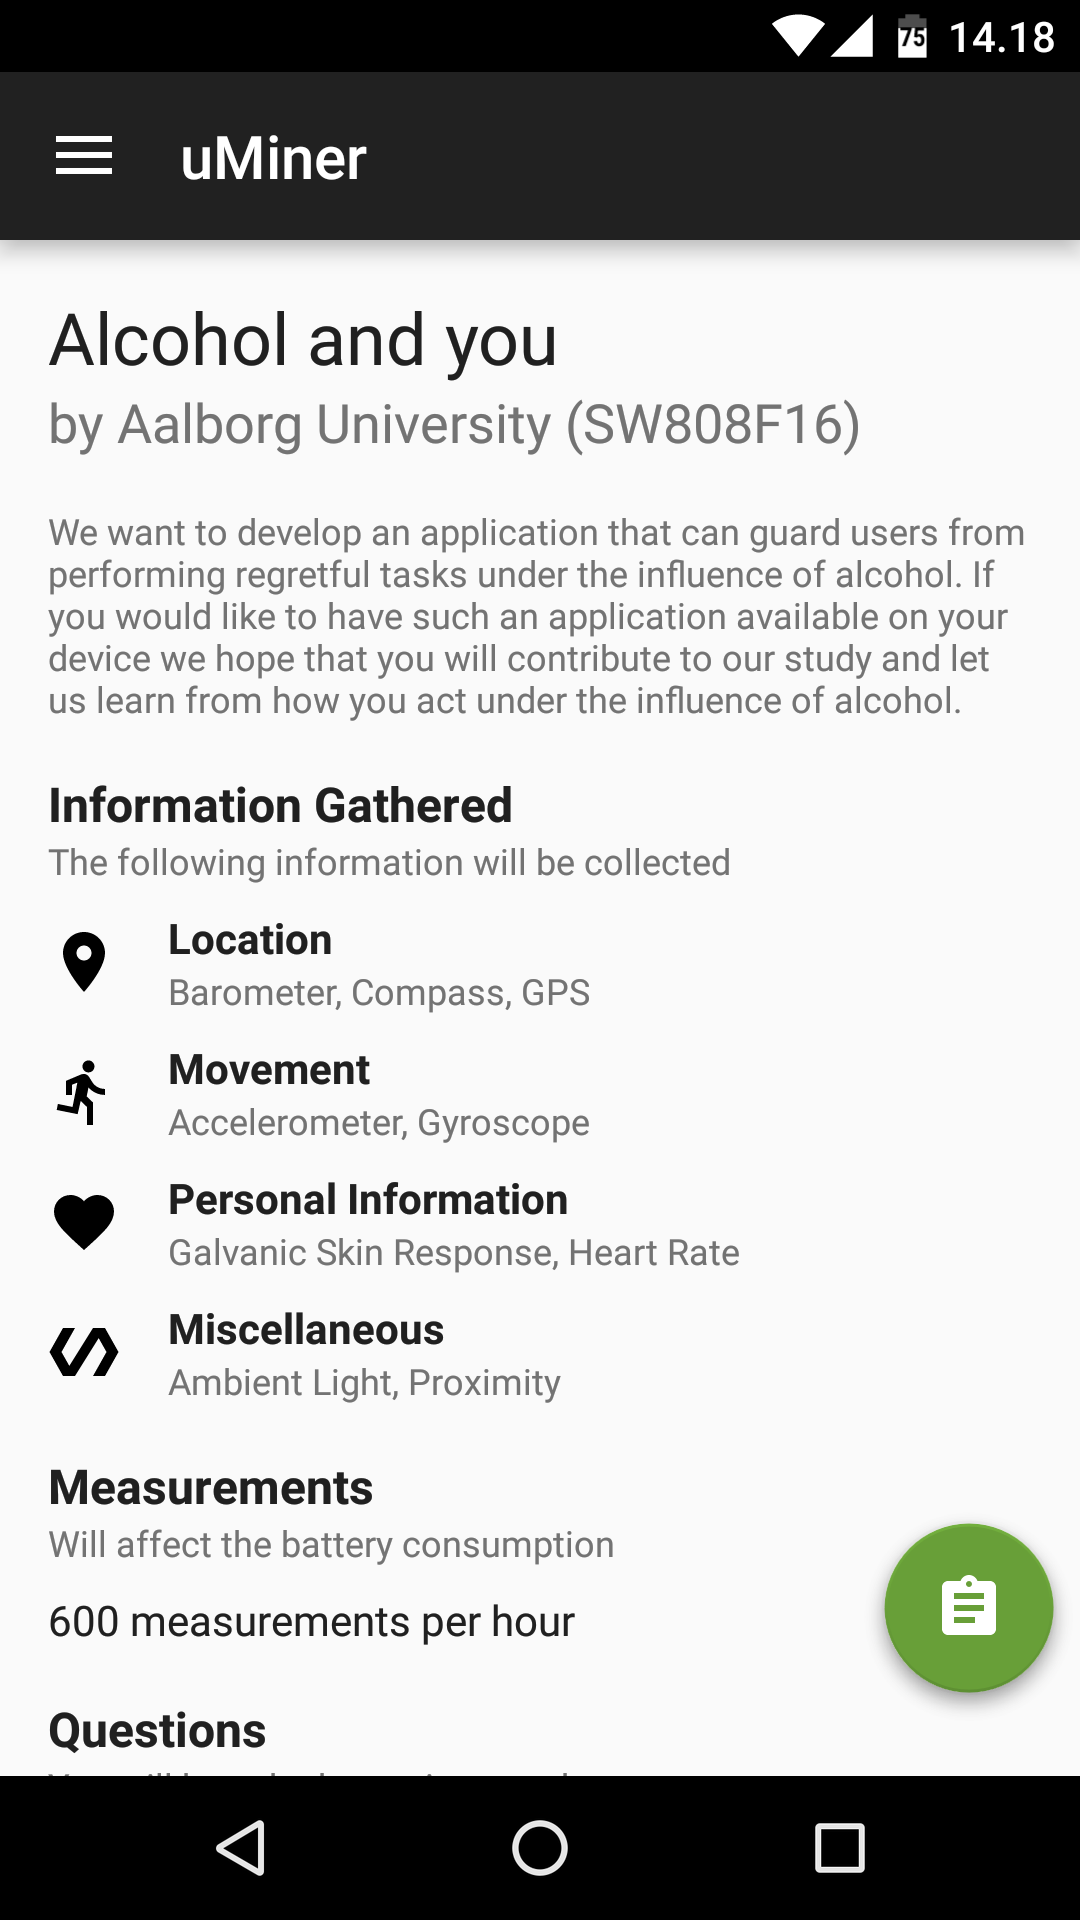 75 14.18
uMiner
Alcohol and you
by Aalborg University (SW808F16)
We want to develop an application that can guard users from
performing regretful tasks under the influence of alcohol. If
you would like to have such an application available on your
device we hope that you will contribute to our study and let
us learn from how you act under the influence of alcohol.
Information Gathered
The following information will be collected
Location
Barometer, Compass, GPS
Movement
Accelerometer, Gyroscope
Personal Information
Galvanic Skin Response, Heart Rate
Miscellaneous
Ambient Light, Proximity
Measurements
Will affect the battery consumption
600 measurements per hour
Questions